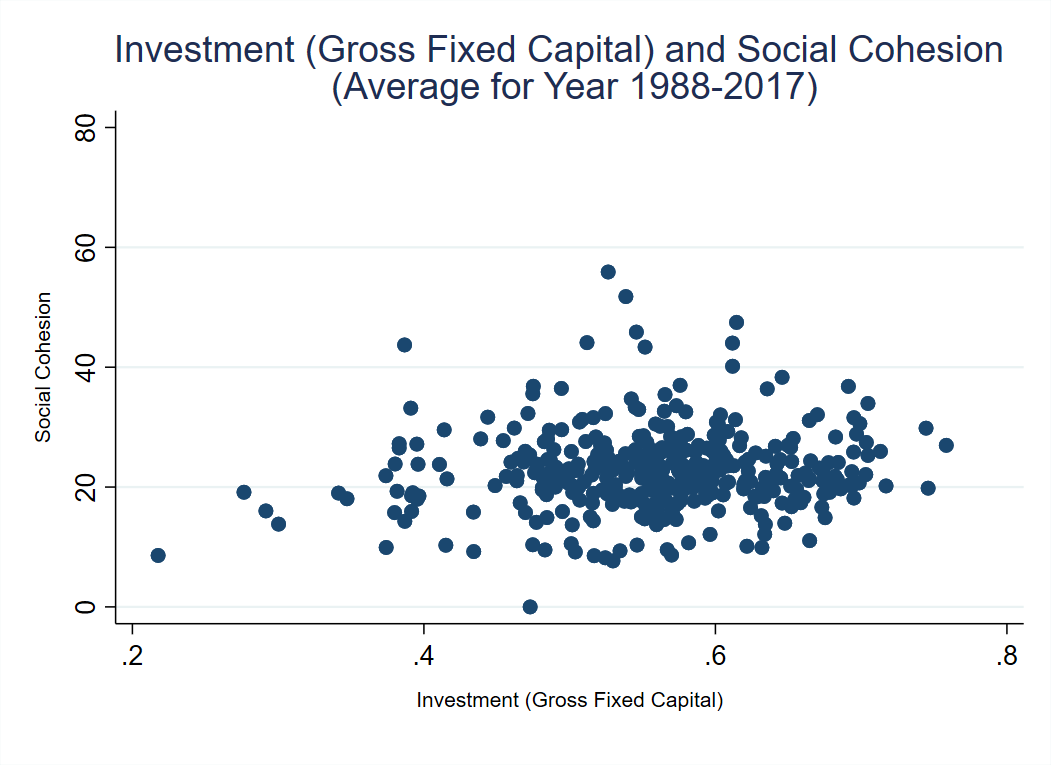 Investment (Gross Fixed Capital) and Social Cohesion
(Average for Year 1988-2017)
80
60
40
20
0
Social Cohesion
.2
.4
.6
.8
Investment (Gross Fixed Capital)